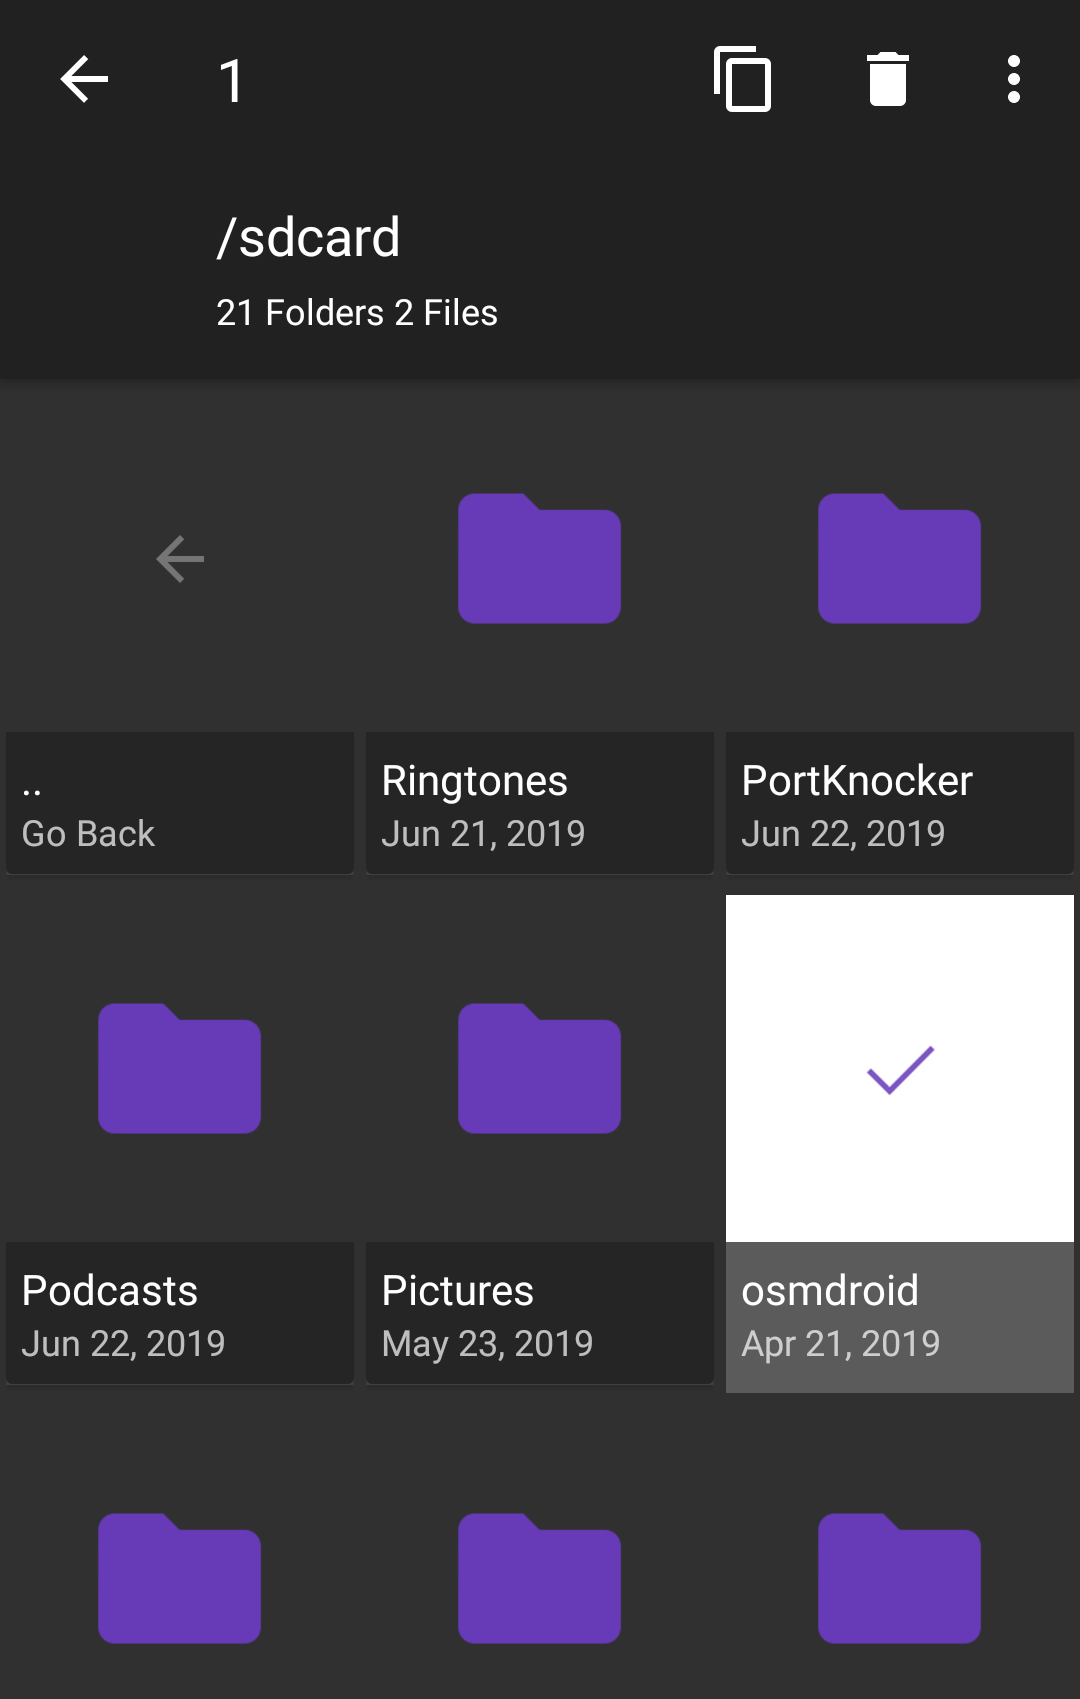 1
/sdcard
21 Folders 2 Files
..
Go Back
Ringtones
Jun 21, 2019
PortKnocker
Jun 22, 2019
Podcasts
Jun 22, 2019
Pictures
May 23, 2019
osmdroid
Apr 21, 2019